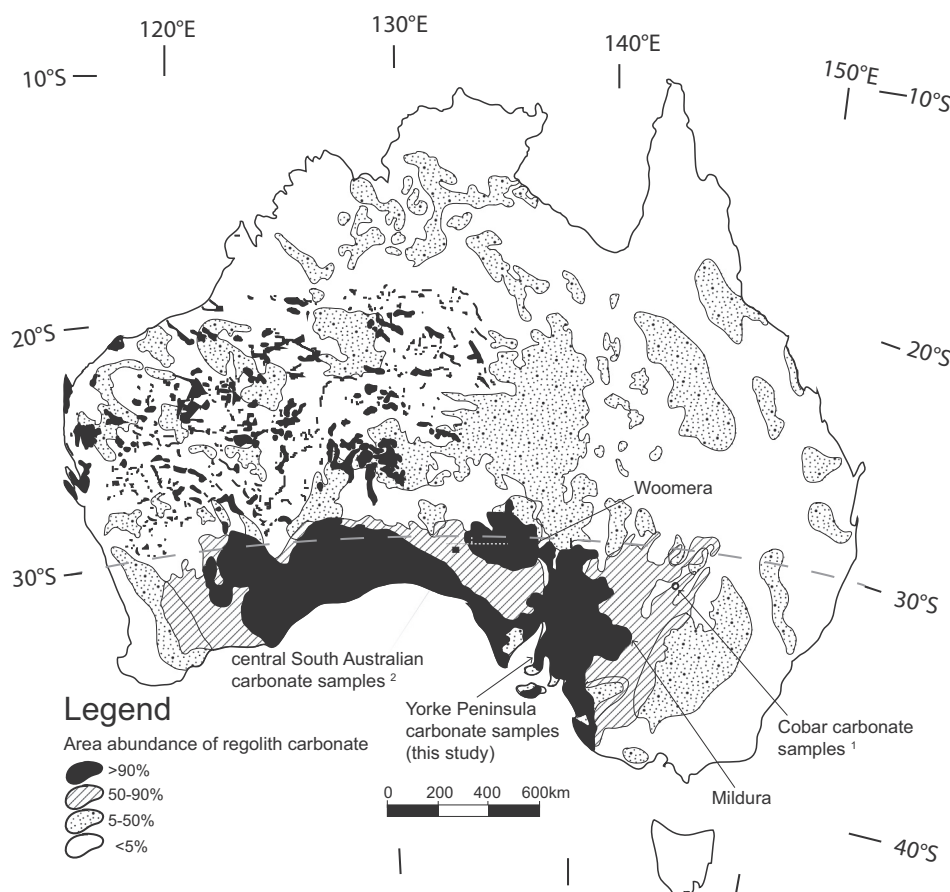 120°E
130°E
140°E
150°E
10°S
10°S
20°S
20°S
Woomera
30°S
30°S
central South Australian
carbonate samples ²
Yorke Peninsula
carbonate samples
(this study)
Cobar carbonate
samples ¹
Mildura
Legend
Area abundance of regolith carbonate
>90%
50-90%
5-50%
<5%
0 200 400 600km
40°S